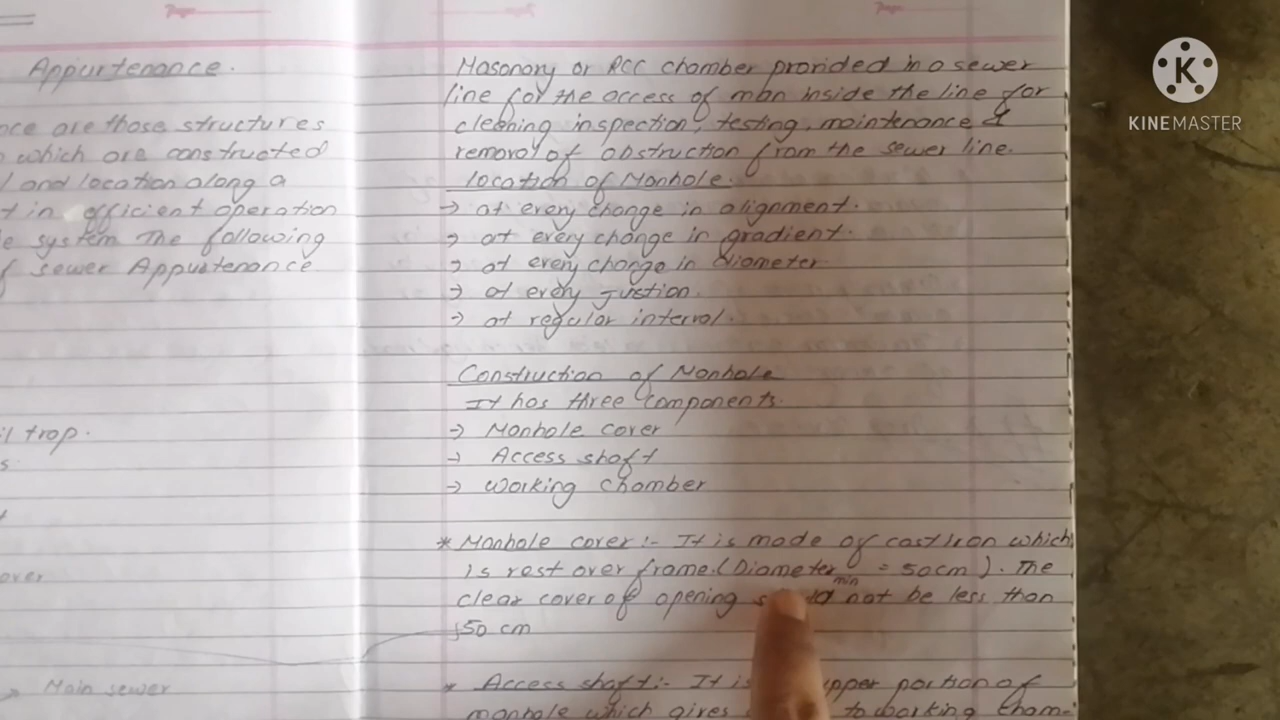 Appurtenance.
nce are those structures
which are constructed
l and location along a
t in efficient operation
e system The following
f sewer Appurtenance
il trop.
s.
over
→ Main sewer
Masonory or RCC chamber provided in a sewer
line for the access of man inside the line for
cleening inspection, testing, maintenance &
removal of obstruction from the sewer line.
location of Manhole.
→ at every change in alignment.
→ at every change in gradient.
→ at every change in diameter
→ at every Justion.
→ at regular interval.
Construction of Manhole
It has three components.
→ Manhole cover
→ Access shaft
→ Working chamber
* Manhole cover:- It is made of cast iron which
is rest over frame. (Diameter min = 50cm). The
clear cover of opening not be less than
50 cm
* Access shaft:- It is upper portion of
manhole which gives to working cham-
KINEMASTER